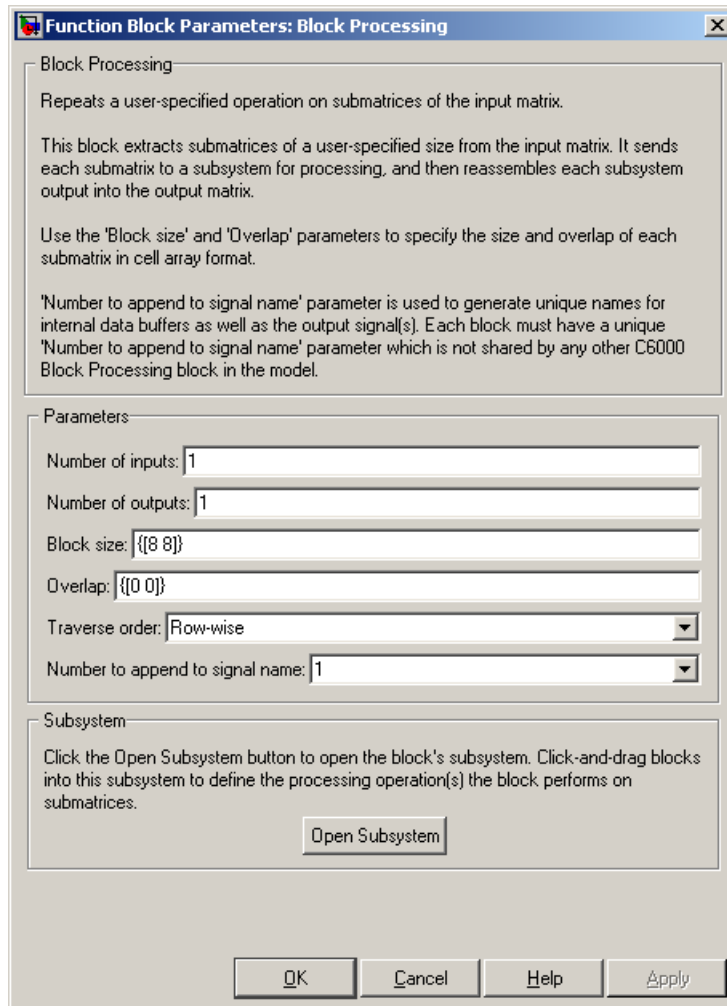 Function Block Parameters: Block Processing
Block Processing
Repeats a user-specified operation on submatrices of the input matrix.
This block extracts submatrices of a user-specified size from the input matrix. It sends
each submatrix to a subsystem for processing, and then reassembles each subsystem
output into the output matrix.
Use the 'Block size' and 'Overlap' parameters to specify the size and overlap of each
submatrix in cell array format.
'Number to append to signal name' parameter is used to generate unique names for
internal data buffers as well as the output signal(s). Each block must have a unique
'Number to append to signal name' parameter which is not shared by any other C6000
Block Processing block in the model.
Parameters
Number of inputs: 1
Number of outputs: 1
Block size: {[8 8]}
Overlap: {[0 0]}
Traverse order: Row-wise
Number to append to signal name: 1
Subsystem
Click the Open Subsystem button to open the block's subsystem. Click-and-drag blocks
into this subsystem to define the processing operation(s) the block performs on
submatrices.
Open Subsystem
OK Cancel Help Apply